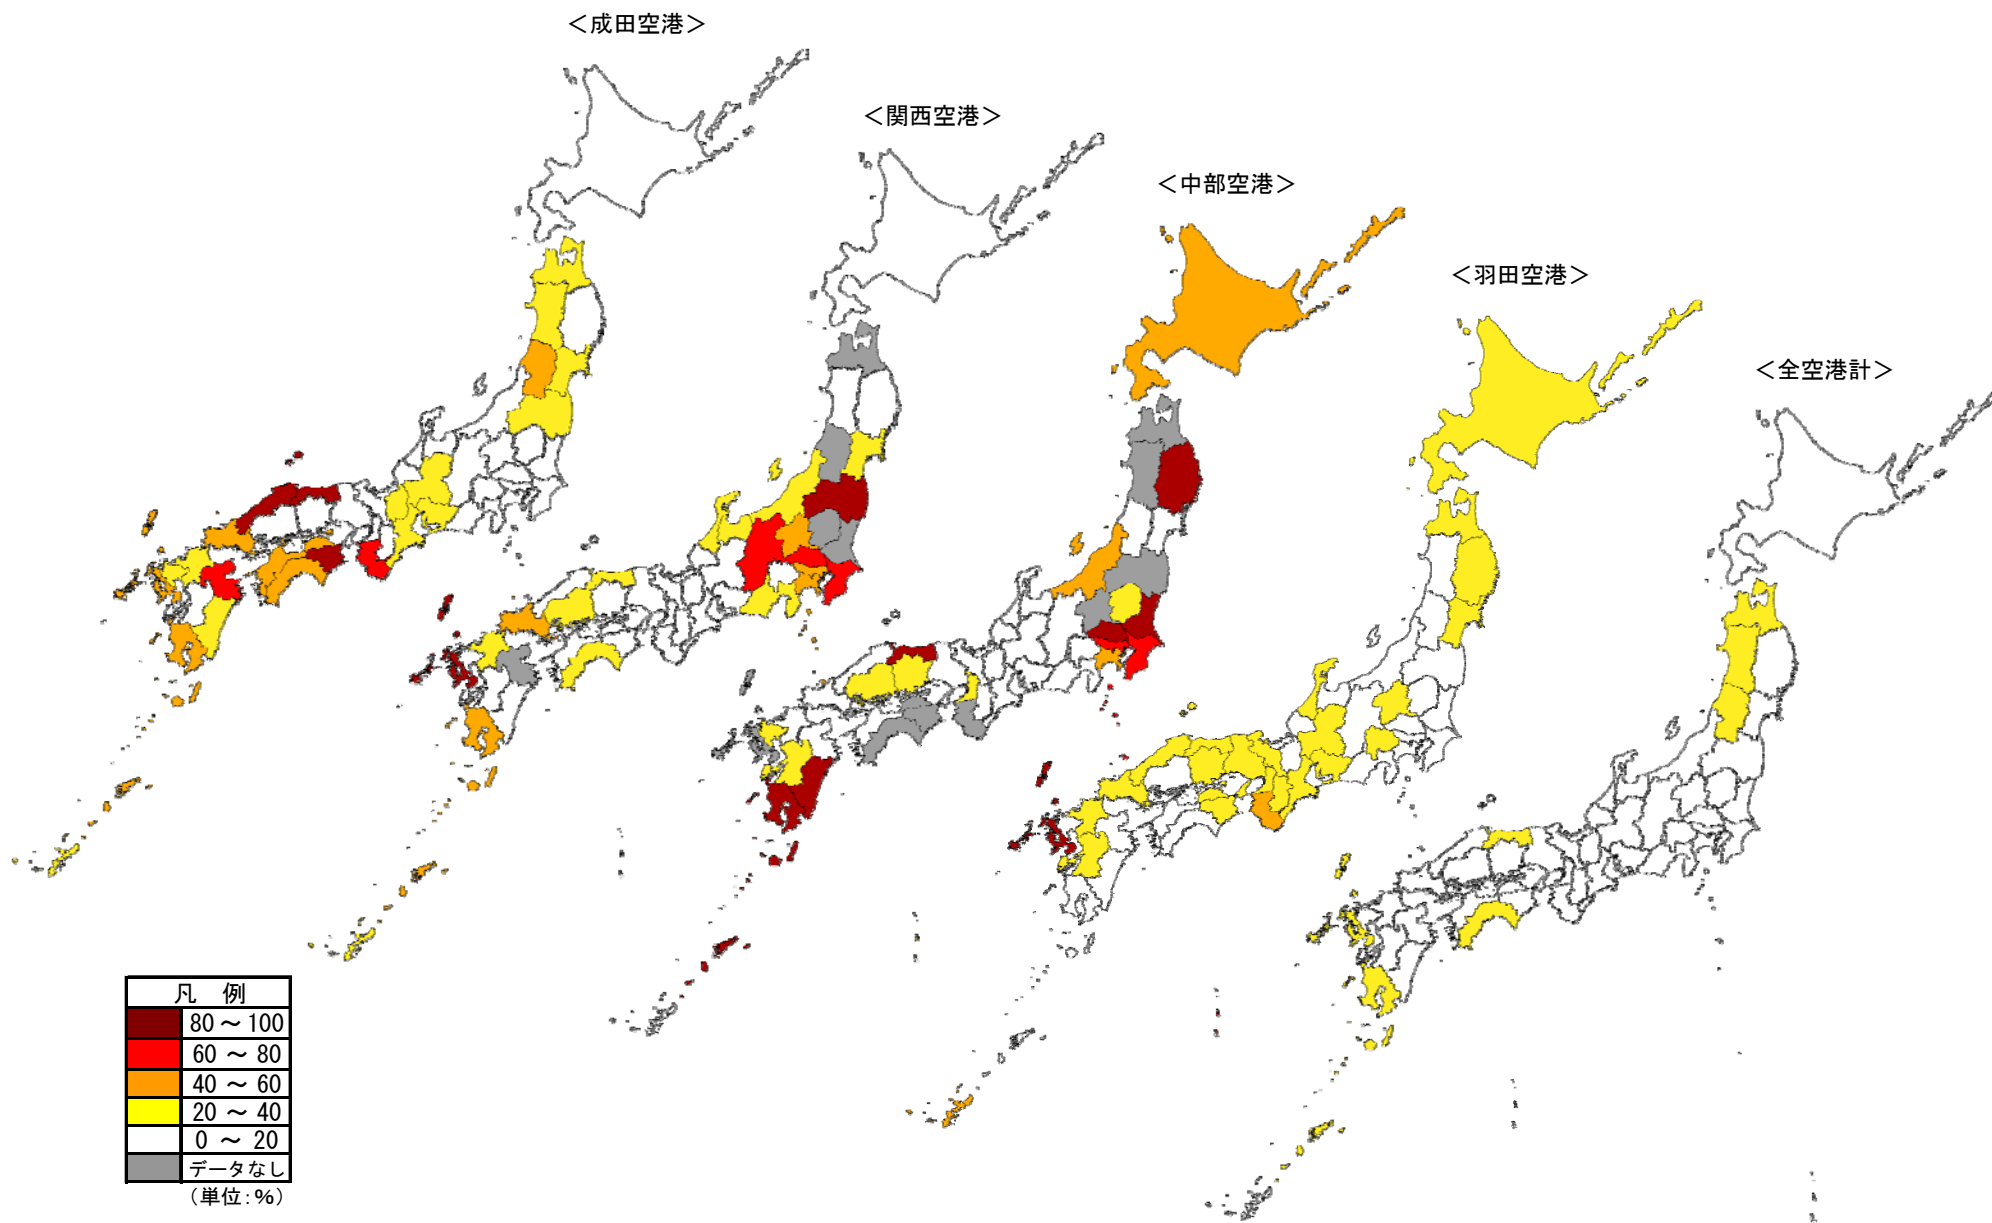 ＜成田空港＞
＜関西空港＞
＜中部空港＞
＜羽田空港＞
＜全空港計＞
凡　例
80 ～ 100
60 ～ 80
40 ～ 60
20 ～ 40
0 ～ 20
データなし
（単位：％）